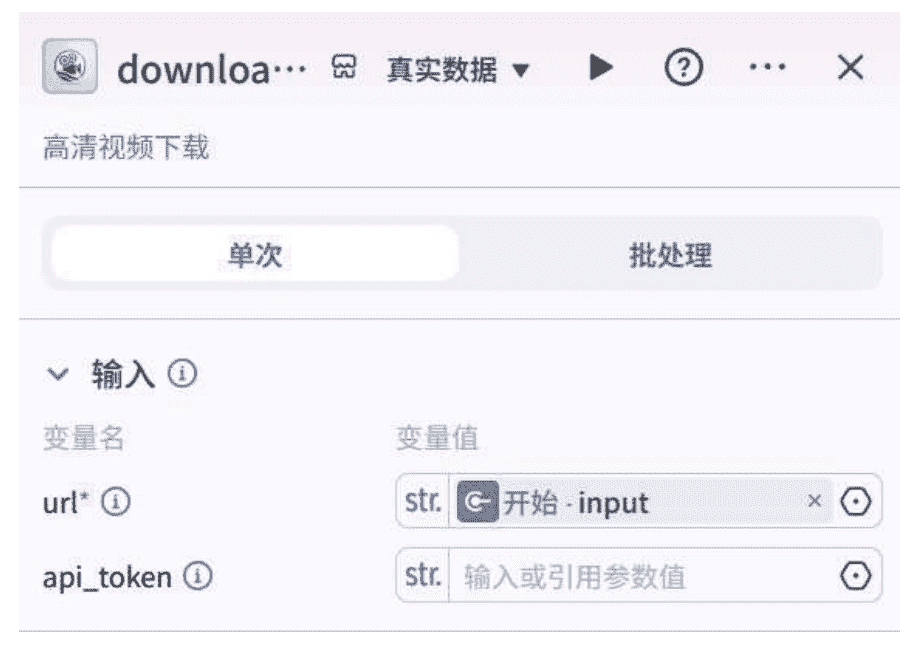 downloa··· 真实数据
高清视频下载
单次 批处理
输入
变量名 变量值
url* str. 开始 · input
api_token str. 输入或引用参数值